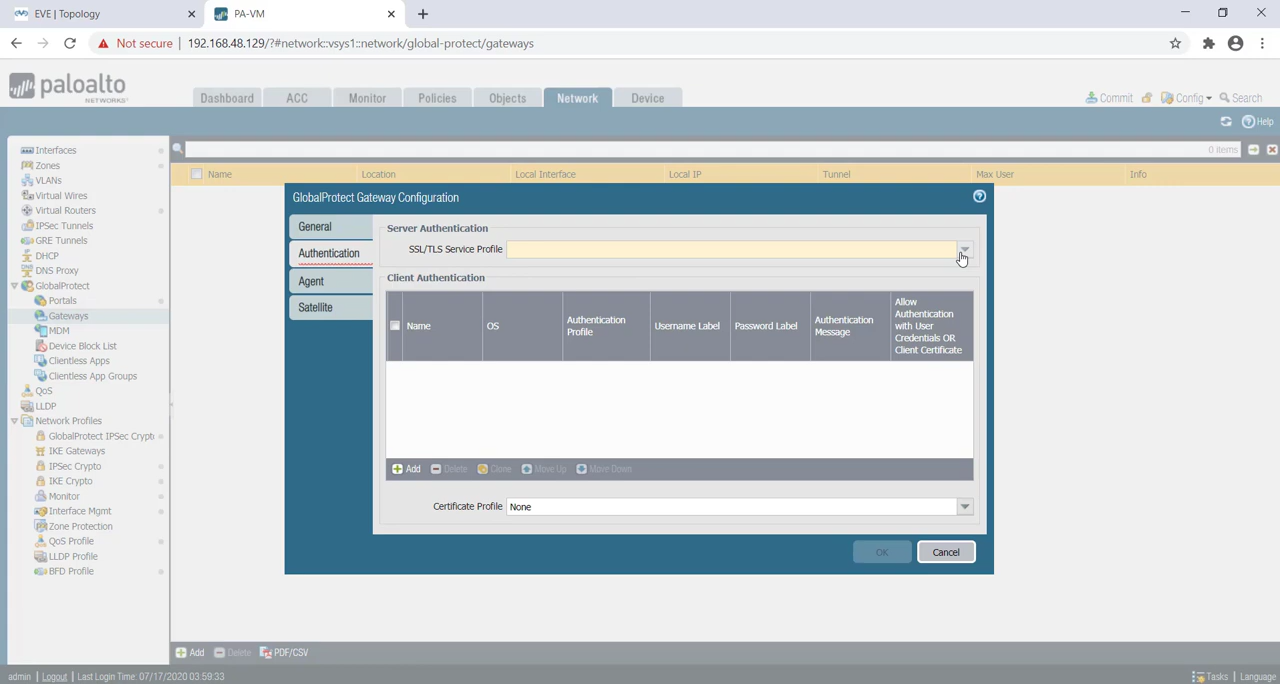 EVE | Topology
PA-VM
Not secure | 192.168.48.129/?#network::vsys1::network/global-protect/gateways
paloalto
NETWORKS
Dashboard
ACC
Monitor
Policies
Objects
Network
Device
Commit
Config
Search
Help
Interfaces
Zones
VLANs
Virtual Wires
Virtual Routers
IPSec Tunnels
GRE Tunnels
DHCP
DNS Proxy
GlobalProtect
Portals
Gateways
MDM
Device Block List
Clientless Apps
Clientless App Groups
QoS
LLDP
Network Profiles
GlobalProtect IPSec Crypto
IKE Gateways
IPSec Crypto
IKE Crypto
Monitor
Interface Mgmt
Zone Protection
QoS Profile
LLDP Profile
BFD Profile
0 items
Name
Location
Local Interface
Local IP
Tunnel
Max User
Info
GlobalProtect Gateway Configuration
General
Authentication
Agent
Satellite
Server Authentication
SSL/TLS Service Profile
Client Authentication
Name
OS
Authentication
Profile
Username Label
Password Label
Authentication
Message
Allow
Authentication
with User
Credentials OR
Client Certificate
Add
Delete
Clone
Move Up
Move Down
Certificate Profile
None
OK
Cancel
Add
Delete
PDF/CSV
admin | Logout | Last Login Time: 07/17/2020 03:59:33
Tasks | Language